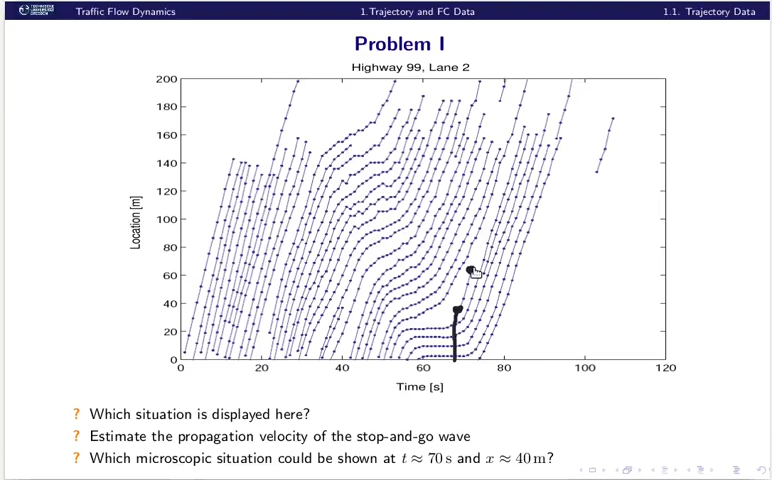 Traffic Flow Dynamics
1.Trajectory and FC Data
1.1. Trajectory Data
Problem I
Highway 99, Lane 2
200
180
160
140
120
100
80
60
40
20
0
Location [m]
0 20 40 60 80 100 120
Time [s]
? Which situation is displayed here?
? Estimate the propagation velocity of the stop-and-go wave
? Which microscopic situation could be shown at t ≈ 70 s and x ≈ 40 m?